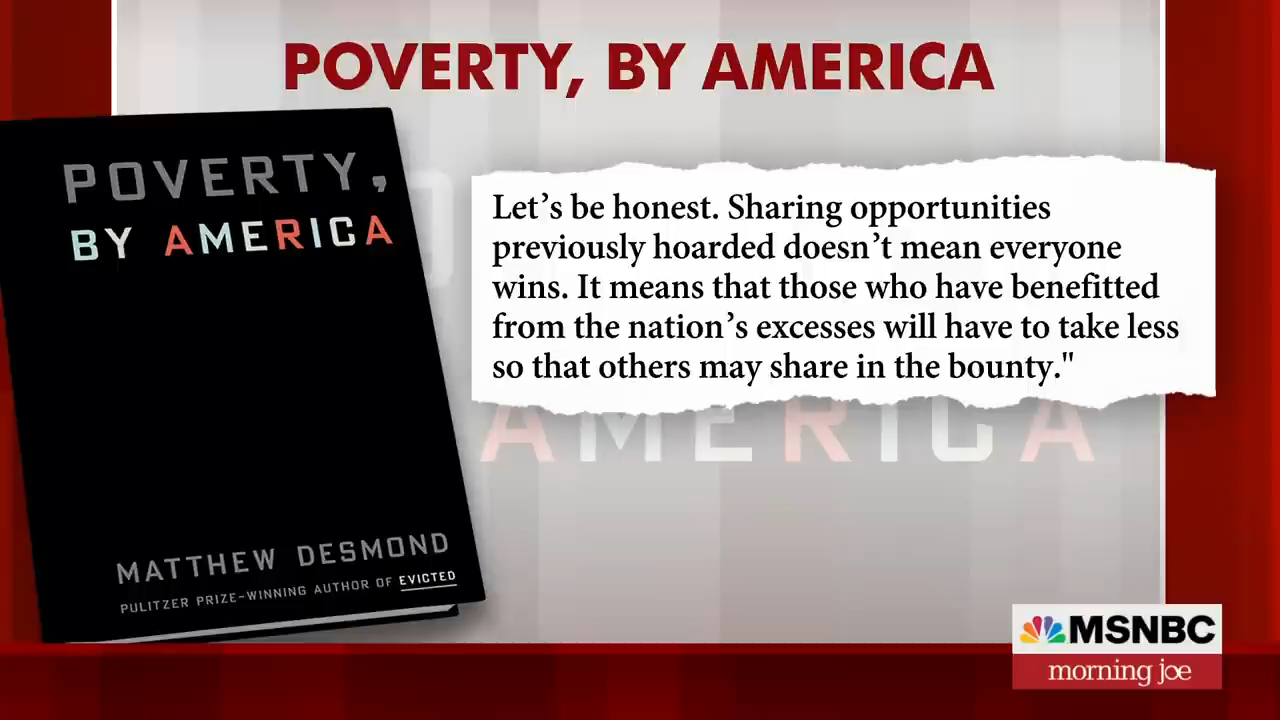 POVERTY, BY AMERICA
POVERTY,
BY AMERICA
MATTHEW DESMOND
PULITZER PRIZE-WINNING AUTHOR OF EVICTED
Let’s be honest. Sharing opportunities
previously hoarded doesn’t mean everyone
wins. It means that those who have benefitted
from the nation’s excesses will have to take less
so that others may share in the bounty."
AMERICA
MSNBC
morning joe